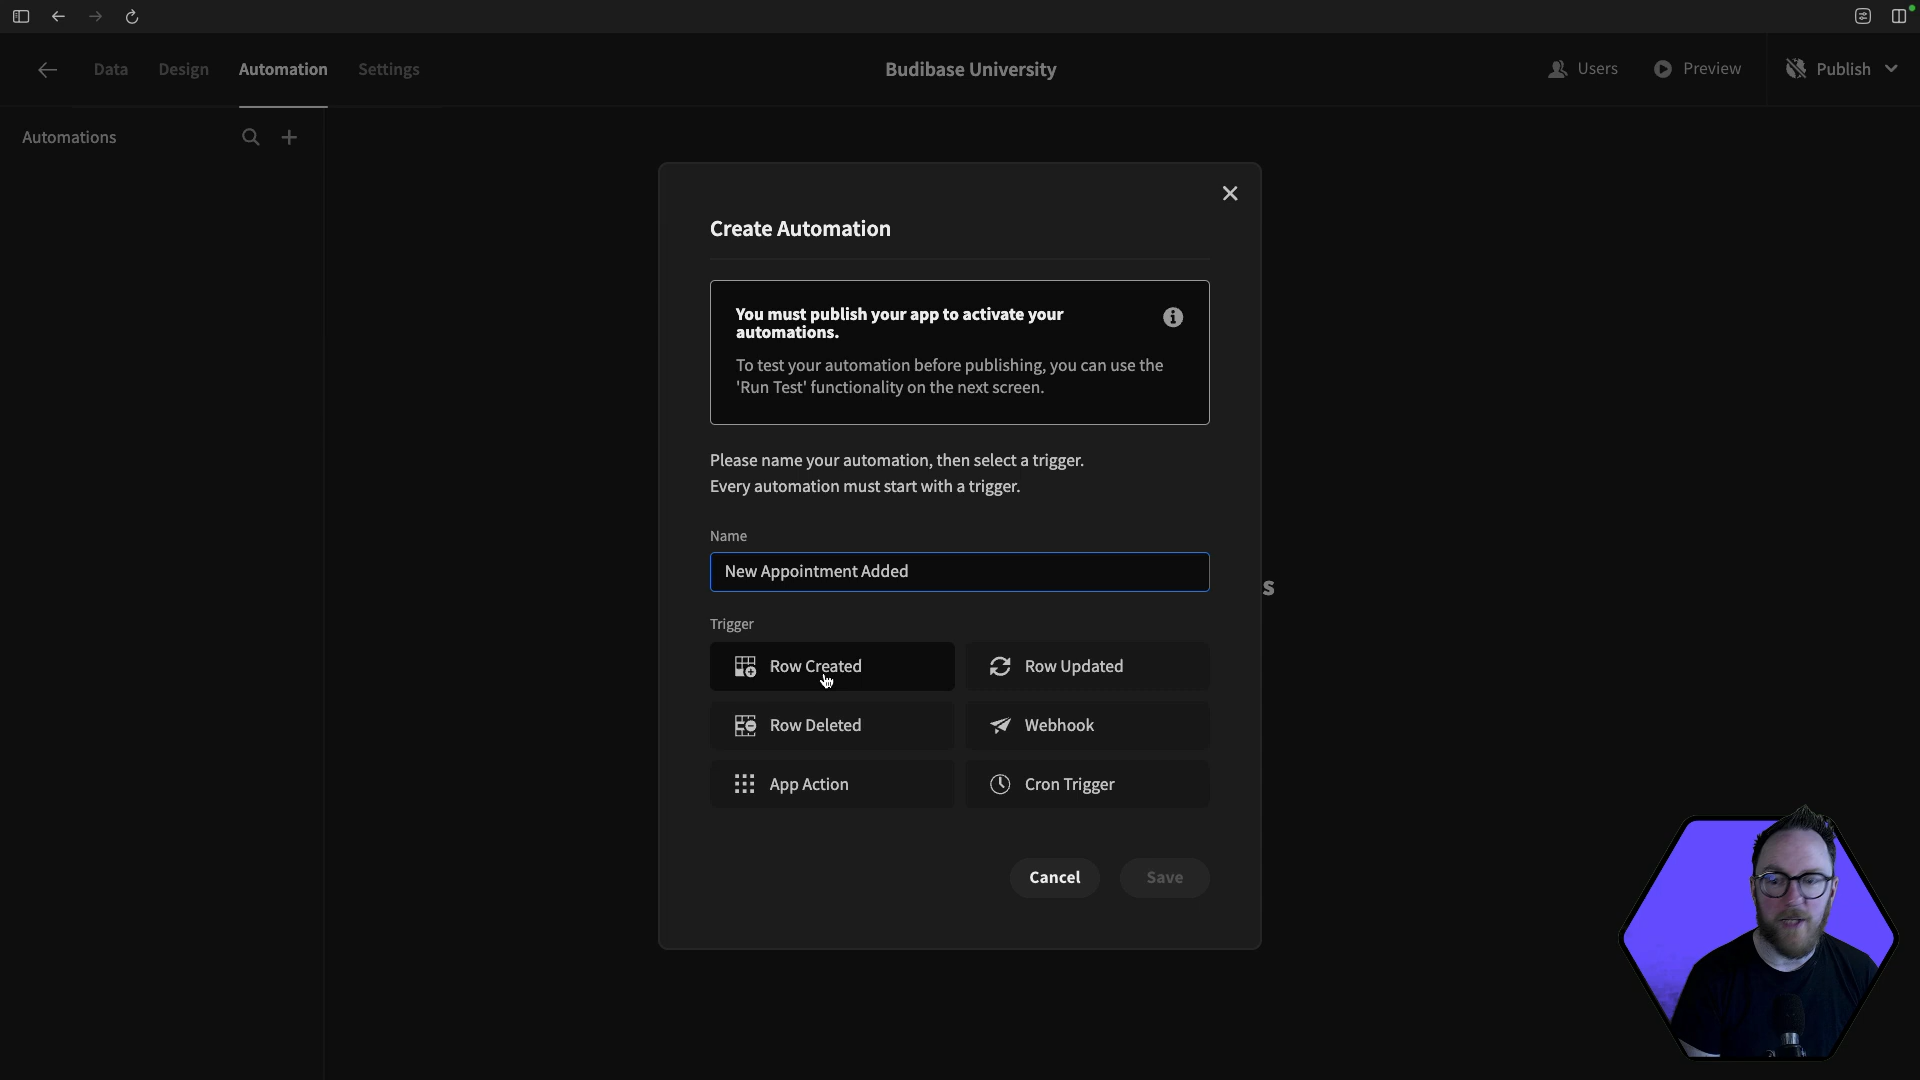 Data
Design
Automation
Settings
Budibase University
Users
Preview
Publish
Automations
Create Automation
You must publish your app to activate your
automations.
To test your automation before publishing, you can use the
'Run Test' functionality on the next screen.
Please name your automation, then select a trigger.
Every automation must start with a trigger.
Name
New Appointment Added
s
Trigger
Row Created
Row Updated
Row Deleted
Webhook
App Action
Cron Trigger
Cancel
Save